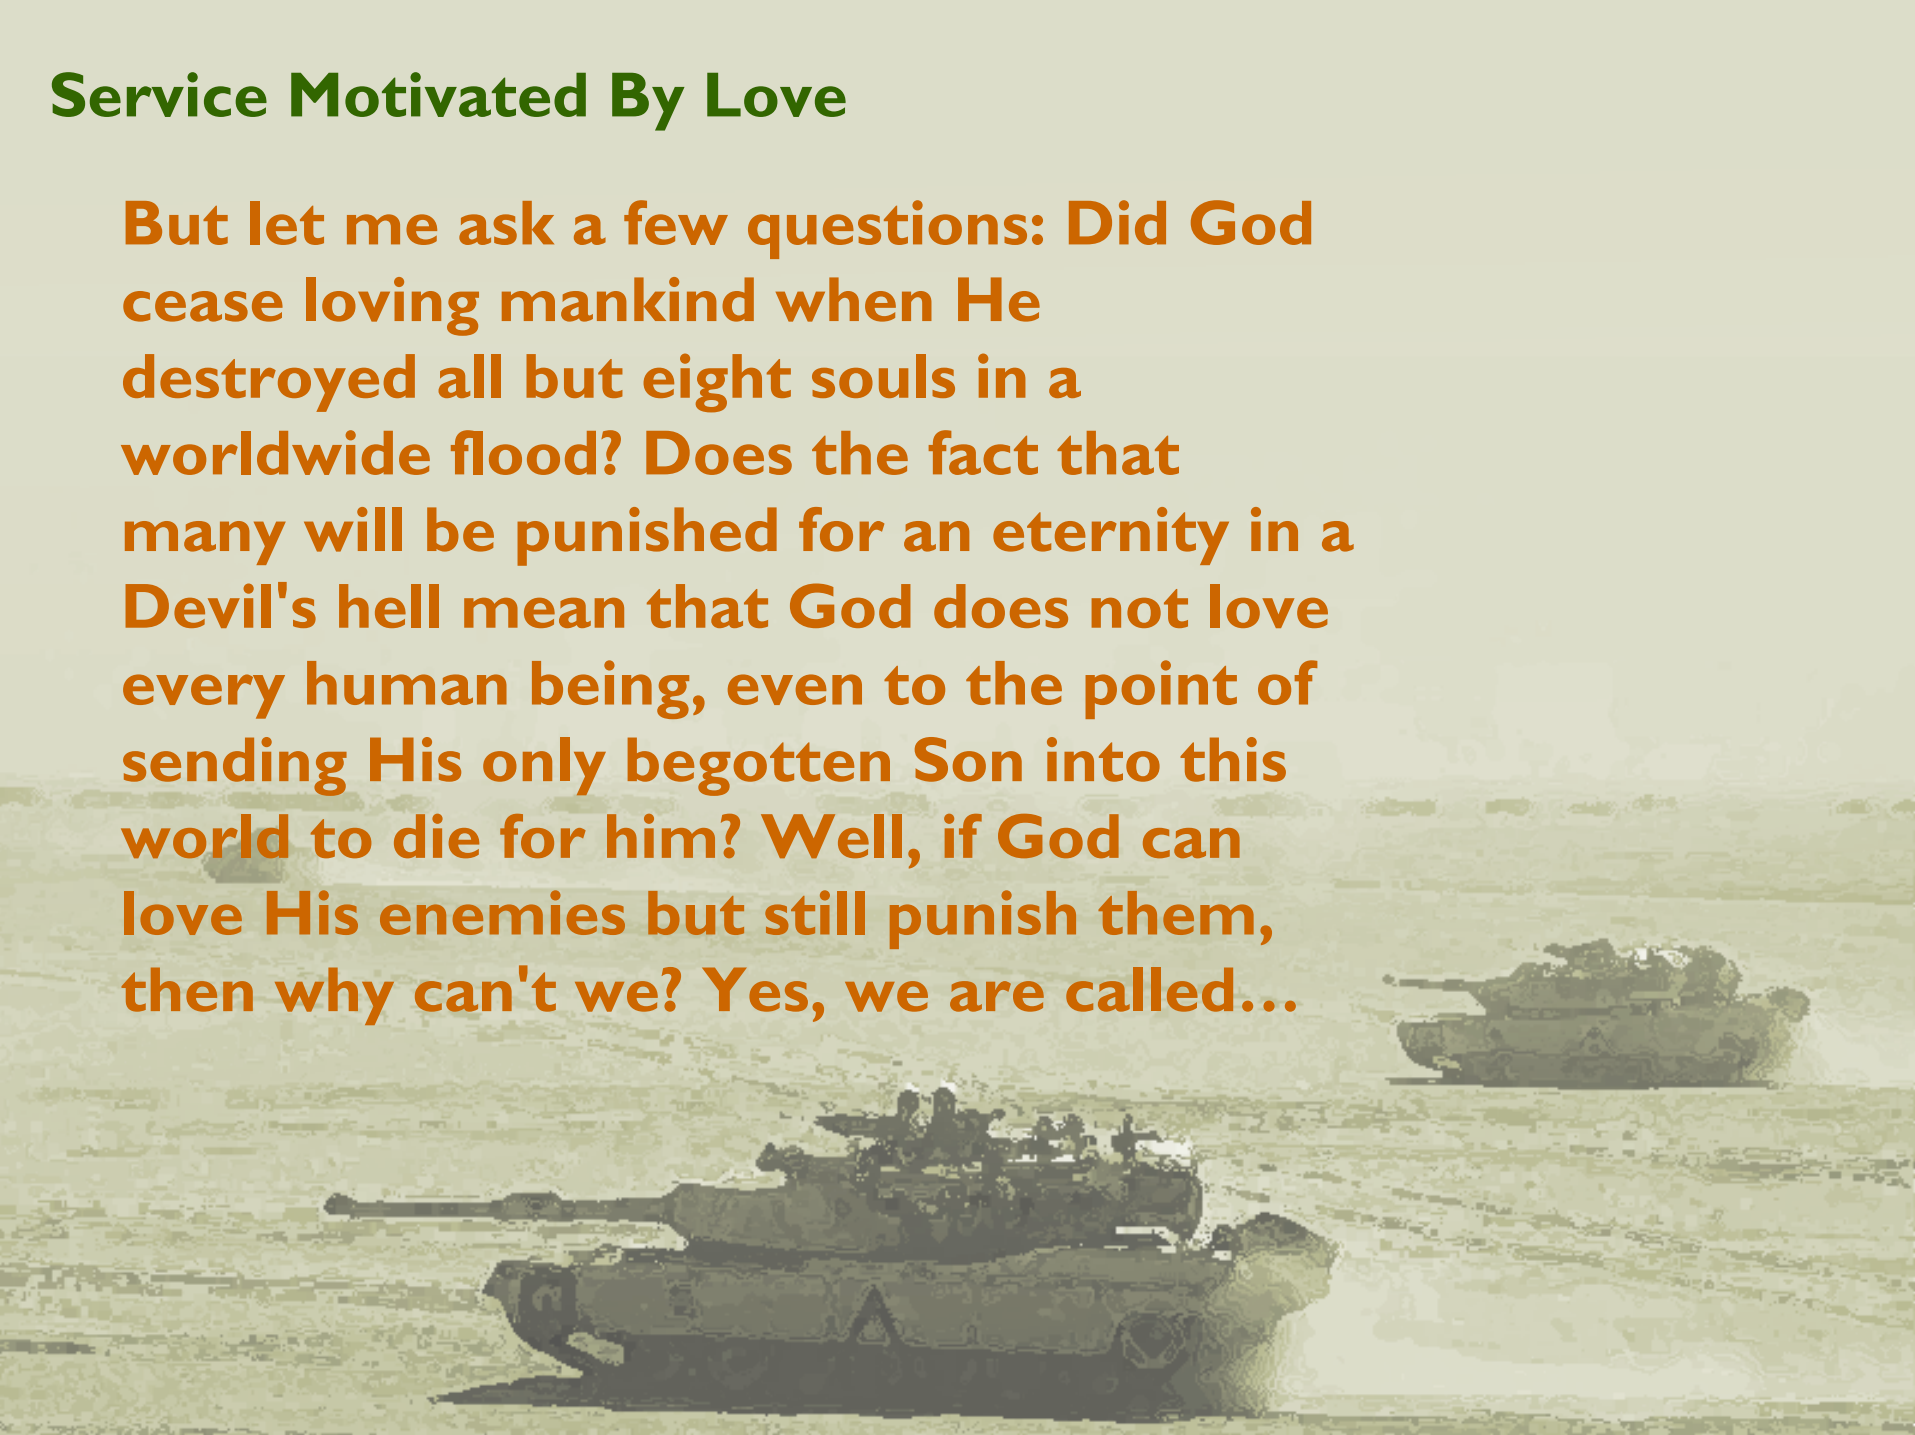 Service Motivated By Love
But let me ask a few questions: Did God
cease loving mankind when He
destroyed all but eight souls in a
worldwide flood? Does the fact that
many will be punished for an eternity in a
Devil's hell mean that God does not love
every human being, even to the point of
sending His only begotten Son into this
world to die for him? Well, if God can
love His enemies but still punish them,
then why can't we? Yes, we are called…